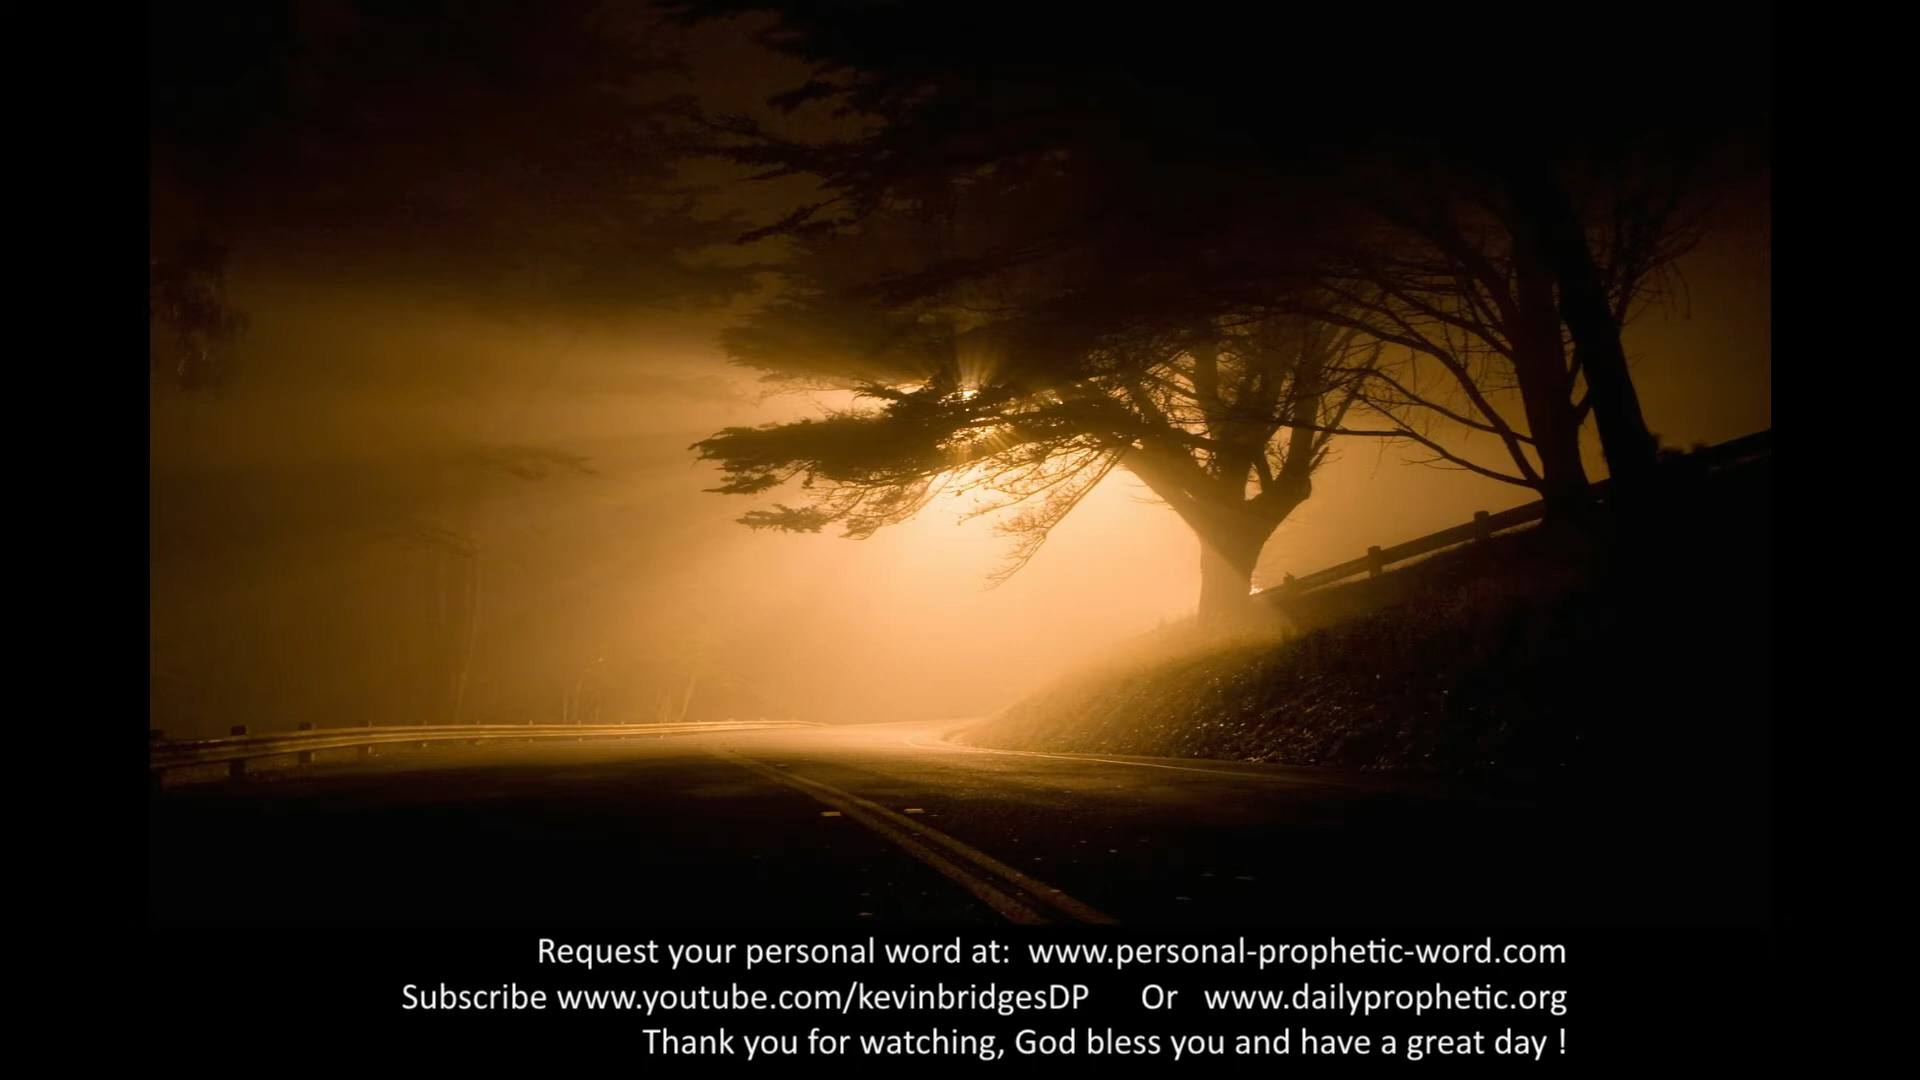 Request your personal word at: www.personal-prophetic-word.com
Subscribe www.youtube.com/kevinbridgesDP Or www.dailyprophetic.org
Thank you for watching, God bless you and have a great day !